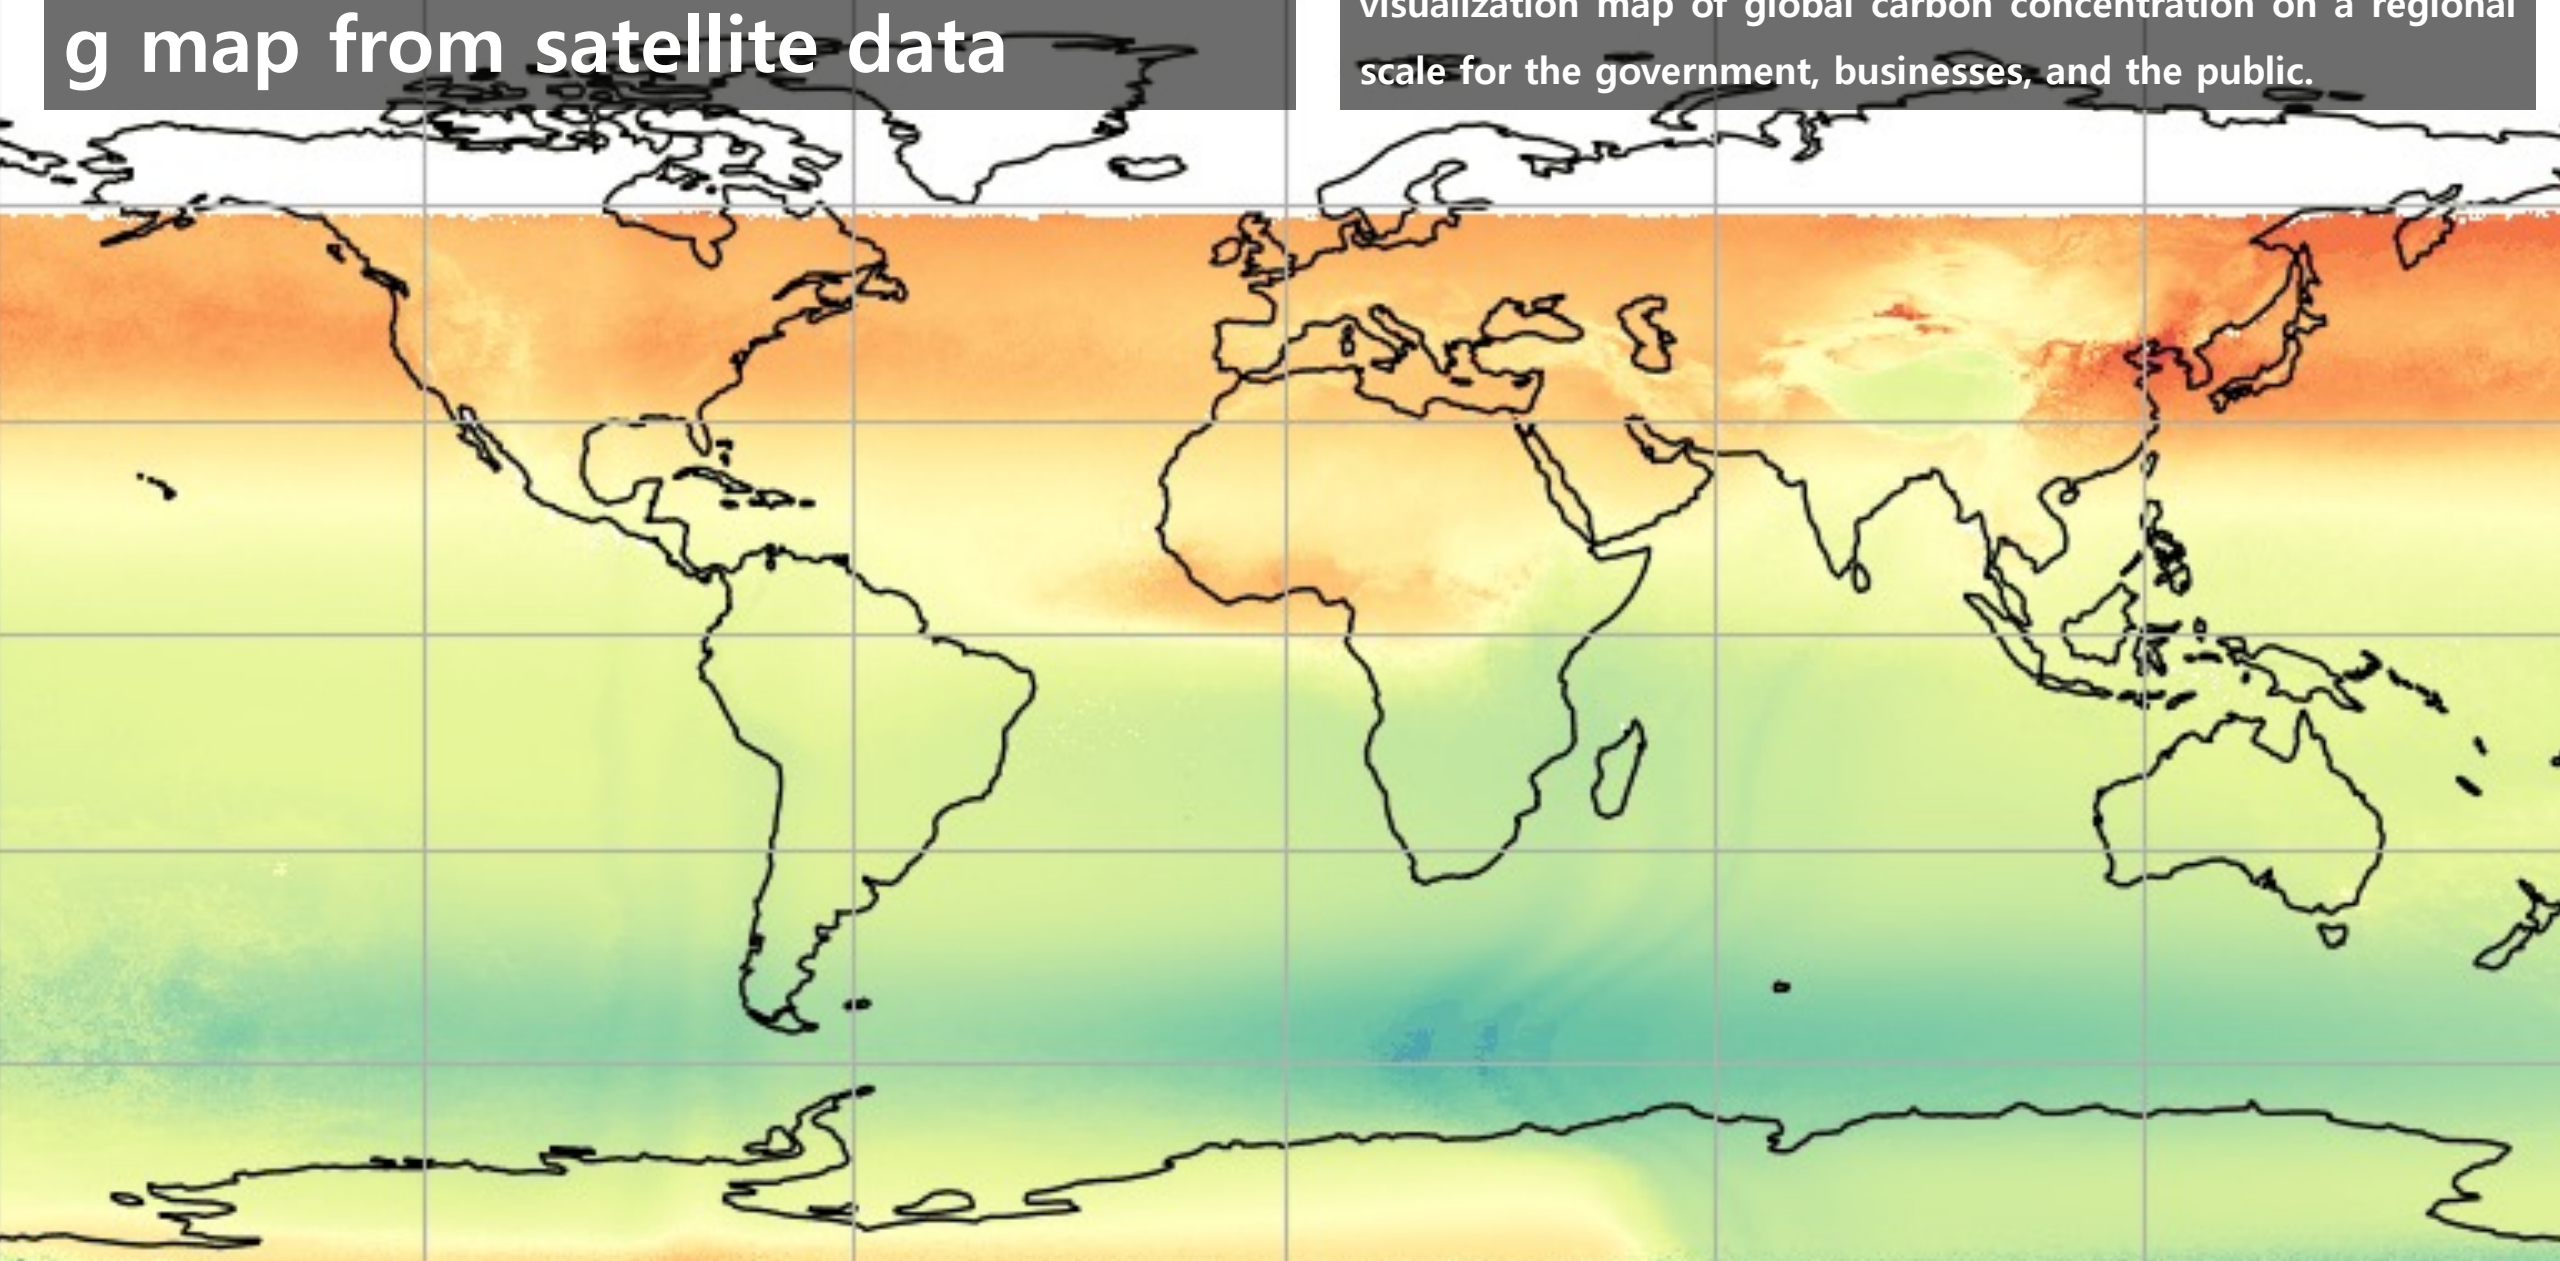 g map from satellite data
visualization map of global carbon concentration on a regional
scale for the government, businesses, and the public.